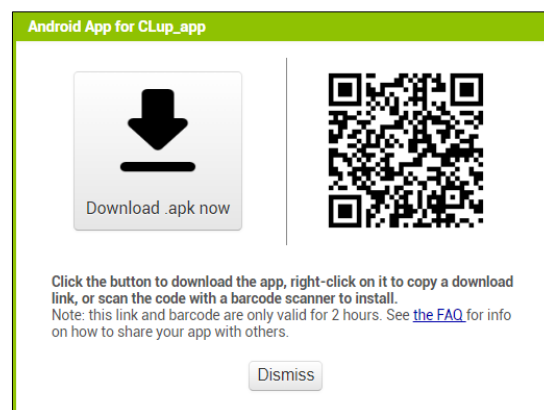 Android App for CLup_app
Download .apk now
Click the button to download the app, right-click on it to copy a download
link, or scan the code with a barcode scanner to install.
Note: this link and barcode are only valid for 2 hours. See the FAQ for info
on how to share your app with others.
Dismiss